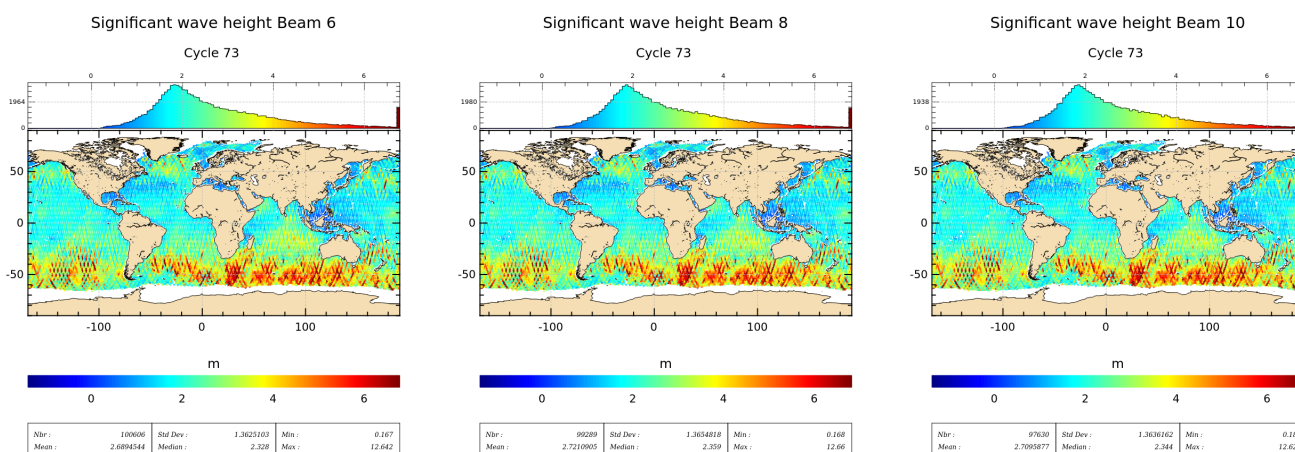 Significant wave height Beam 6
Cycle 73
0 2 4 6
1964
0
50
0
-50
-100 0 100
m
0 2 4 6
Nbr : 100606 Std Dev : 1.3625103 Min : 0.167
Mean : 2.6894544 Median : 2.328 Max : 12.642
Significant wave height Beam 8
Cycle 73
0 2 4 6
1980
0
50
0
-50
-100 0 100
m
0 2 4 6
Nbr : 99289 Std Dev : 1.3654818 Min : 0.168
Mean : 2.7210905 Median : 2.359 Max : 12.66
Significant wave height Beam 10
Cycle 73
0 2 4 6
1938
0
50
0
-50
-100 0 100
m
0 2 4 6
Nbr : 97630 Std Dev : 1.3636162 Min :
Mean : 2.7095877 Median : 2.344 Max :